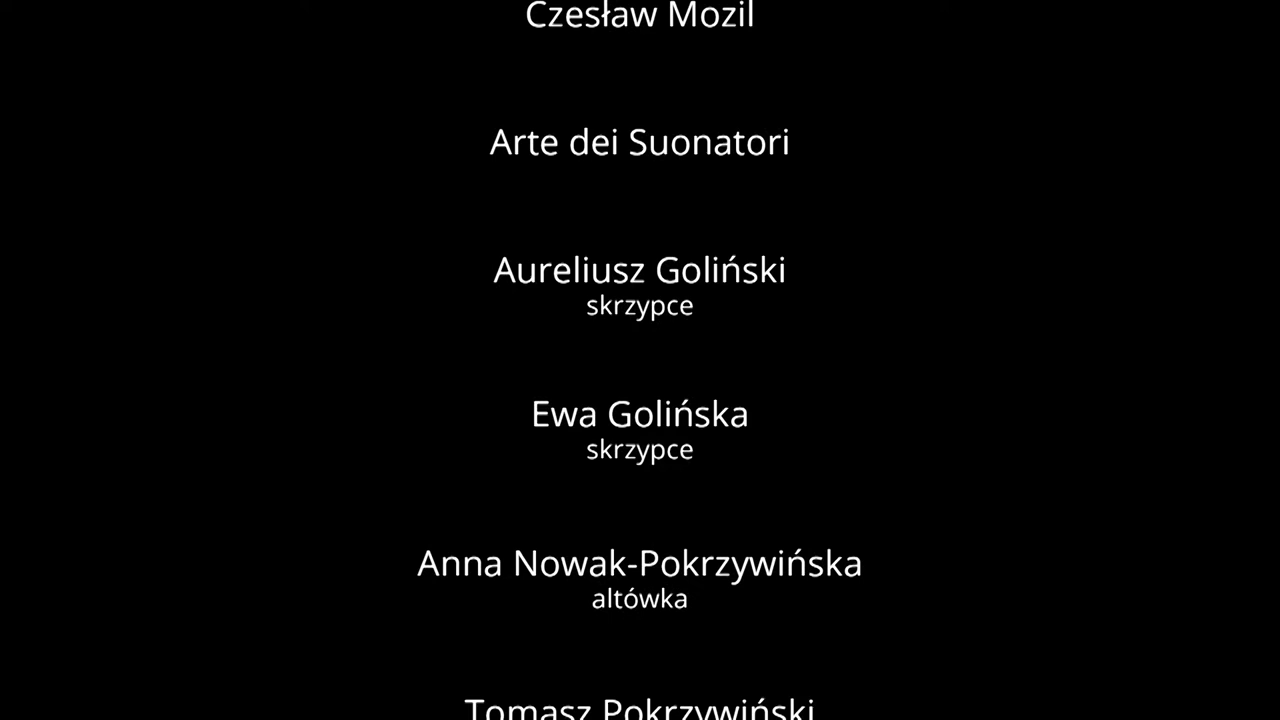 Czesław Mozil
Arte dei Suonatori
Aureliusz Goliński
skrzypce
Ewa Golińska
skrzypce
Anna Nowak-Pokrzywińska
altówka
Tomasz Pokrzywiński